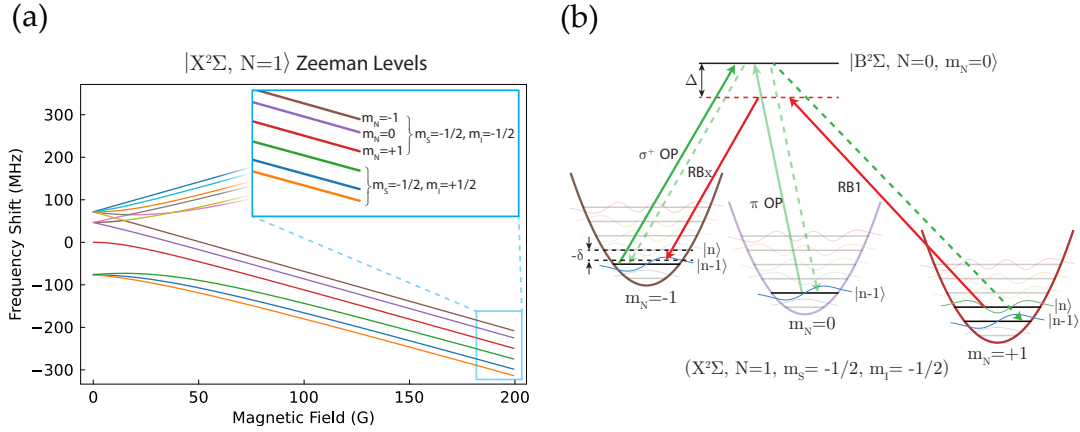 (a)
|X²Σ, N=1⟩ Zeeman Levels
Frequency Shift (MHz)
300
200
100
0
−100
−200
−300
0
50
100
150
200
Magnetic Field (G)
m_N=-1
m_N=0
m_N=+1
m_S=-1/2, m_I=-1/2
m_S=-1/2, m_I=+1/2
(b)
|B²Σ, N=0, m_N=0⟩
Δ
σ⁺ OP
RBx
π OP
RB1
-δ
|n⟩
|n-1⟩
m_N=-1
|n-1⟩
m_N=0
|n⟩
|n-1⟩
m_N=+1
(X²Σ, N=1, m_S= -1/2, m_I= -1/2)